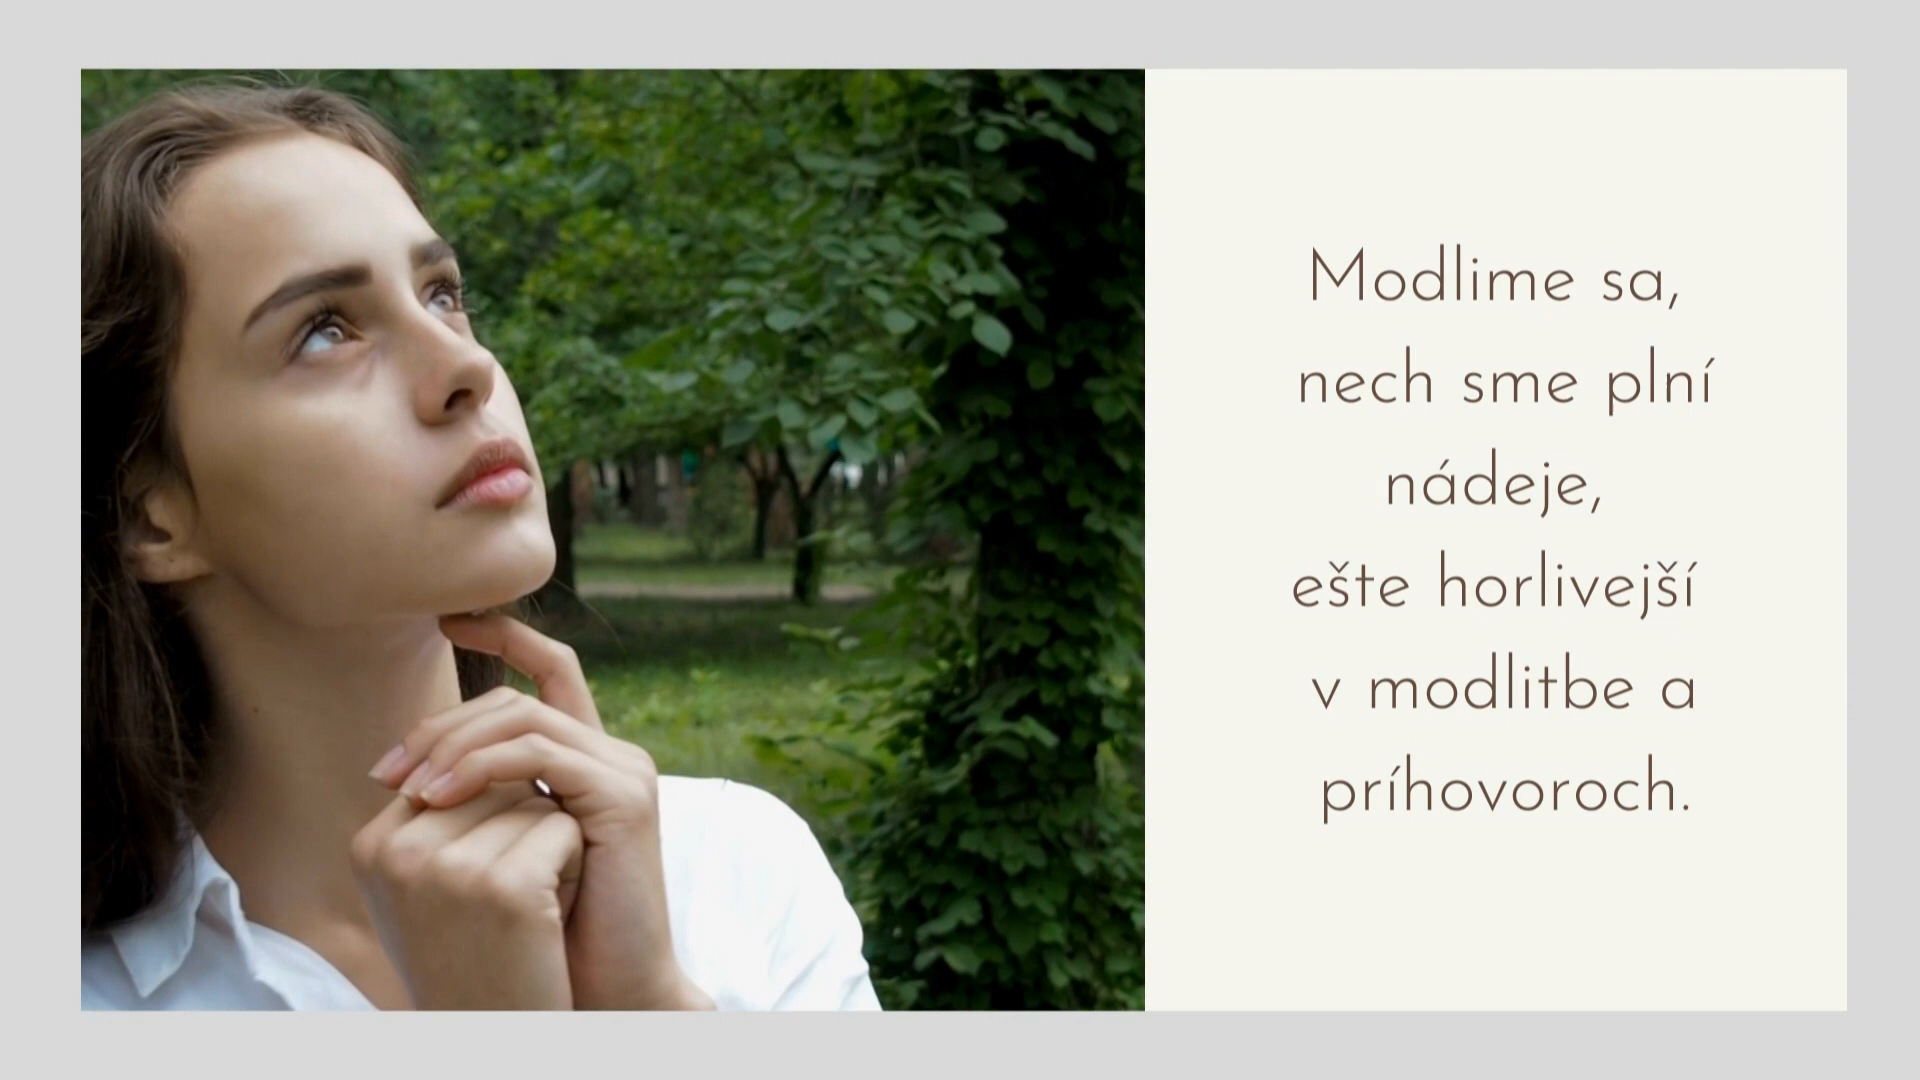 Modlime sa,
nech sme plní
nádeje,
ešte horlivejší
v modlitbe a
príhovoroch.